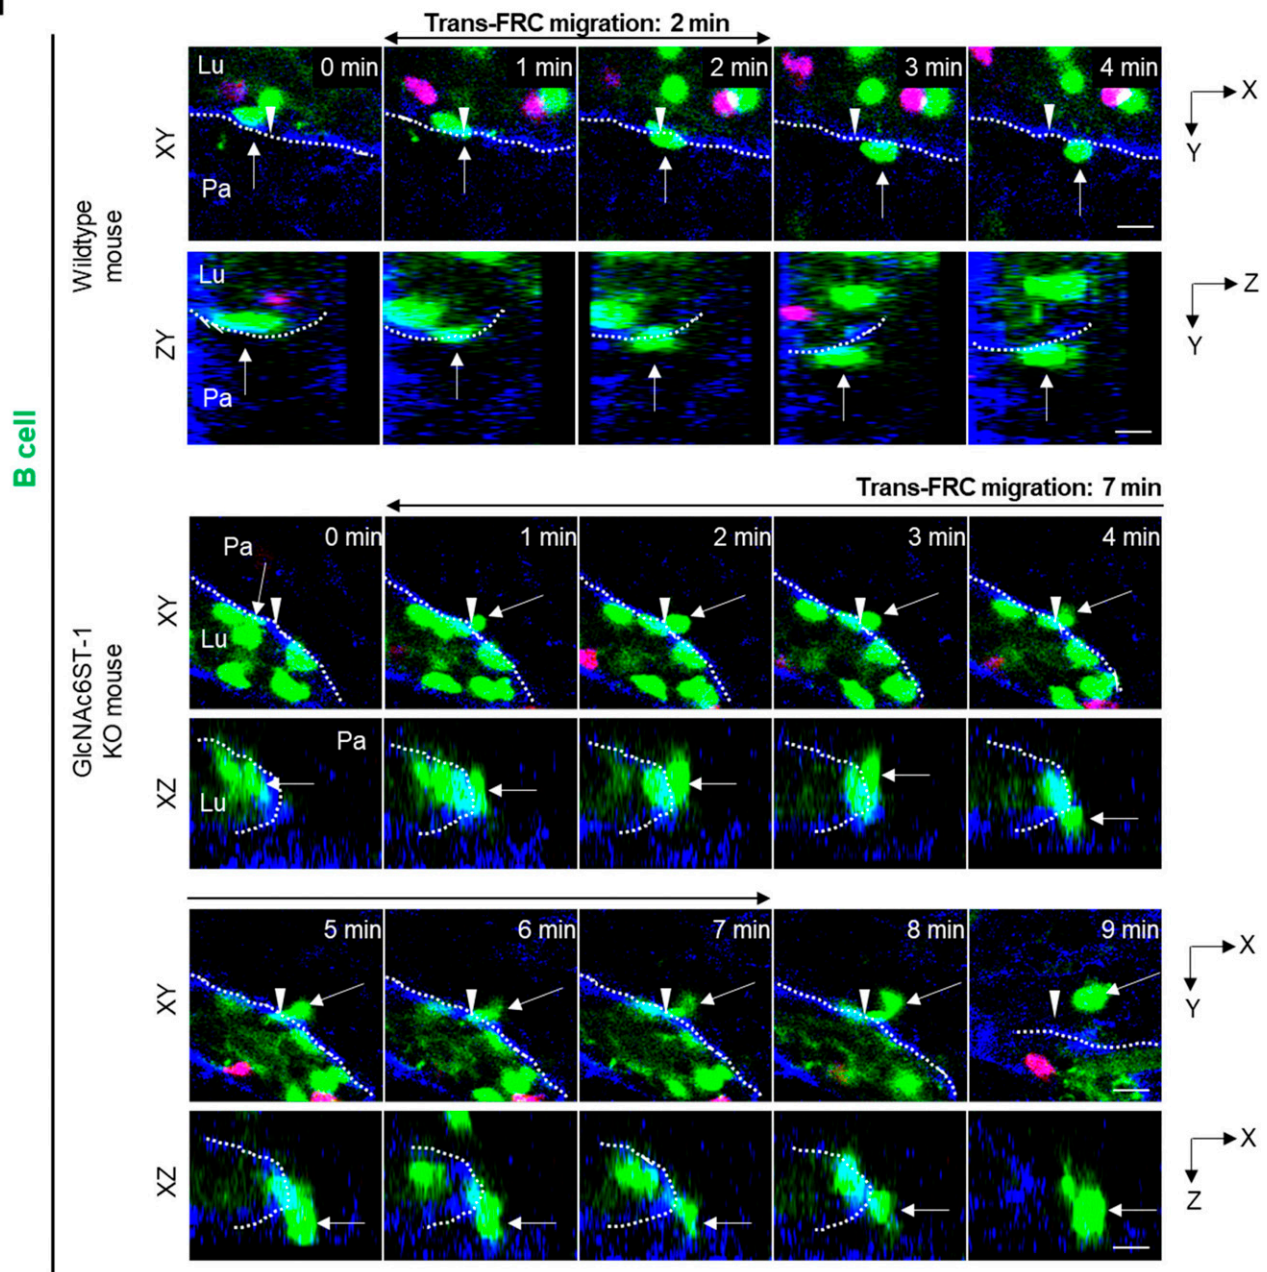 Trans-FRC migration: 2 min
Lu
0 min
1 min
2 min
3 min
4 min
X
Y
XY
Pa
Wildtype
mouse
Lu
Z
Y
ZY
Pa
B cell
Trans-FRC migration: 7 min
Pa
0 min
1 min
2 min
3 min
4 min
XY
Lu
GlcNAc6ST-1
KO mouse
Pa
XZ
Lu
5 min
6 min
7 min
8 min
9 min
X
Y
XY
X
Z
XZ